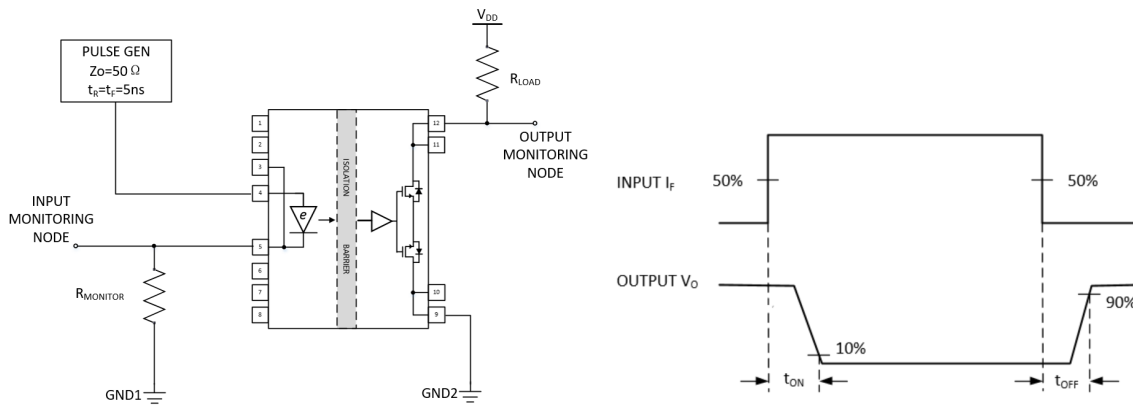 PULSE GEN
Zo=50 Ω
tR=tF=5ns
VDD
RLOAD
OUTPUT
MONITORING
NODE
INPUT
MONITORING
NODE
RMONITOR
GND1
GND2
1
2
3
4
5
6
7
8
12
11
10
9
e
ISOLATION
BARRIER
INPUT IF
50%
50%
OUTPUT VO
10%
90%
tON
tOFF